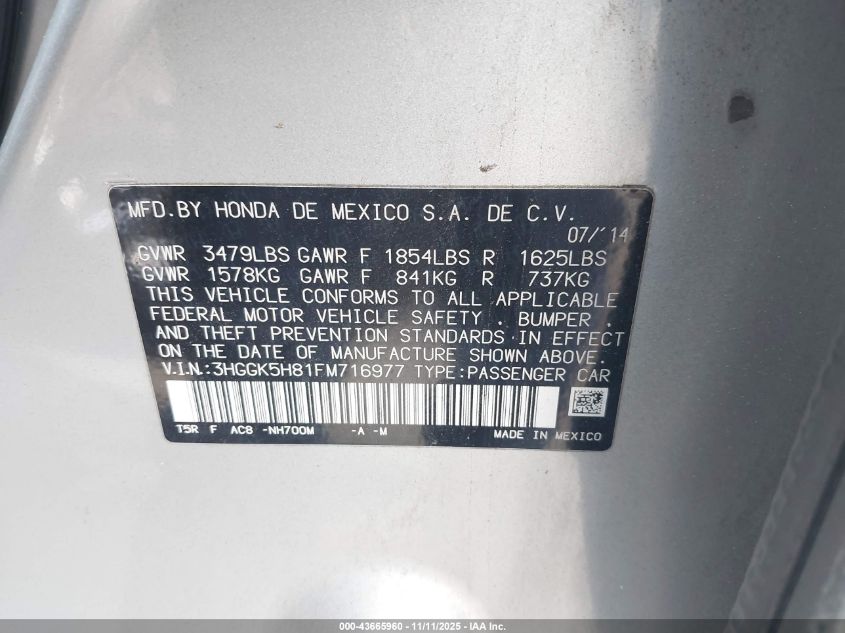 MFD.BY HONDA DE MEXICO S.A. DE C.V.
07/'14
GVWR 3479LBS GAWR F 1854LBS R 1625LBS
GVWR 1578KG GAWR F 841KG R 737KG
THIS VEHICLE CONFORMS TO ALL APPLICABLE
FEDERAL MOTOR VEHICLE SAFETY , BUMPER ,
AND THEFT PREVENTION STANDARDS IN EFFECT
ON THE DATE OF MANUFACTURE SHOWN ABOVE.
V.I.N.:3HGGK5H81FM716977 TYPE:PASSENGER CAR
T5R F AC8 -NH700M -A -M MADE IN MEXICO
000-43665960 - 11/11/2025 - IAA Inc.